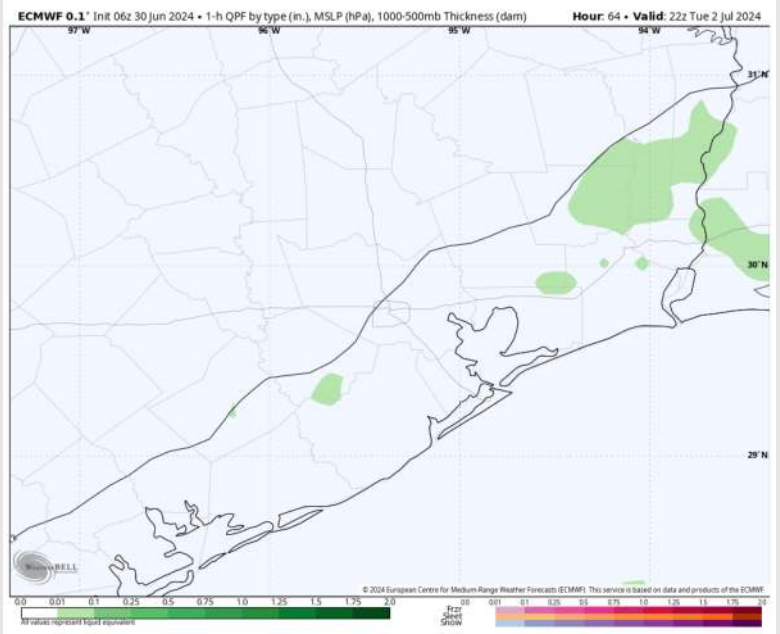 ECMWF 0.1° Init 06z 30 Jun 2024 • 1-h QPF by type (in.), MSLP (hPa), 1000-500mb Thickness (dam) Hour: 64 • Valid: 22z Tue 2 Jul 2024
97°W 96°W 95°W 94°W
31°N
30°N
29°N
WeatherBELL
© 2024 European Centre for Medium-Range Weather Forecasts (ECMWF). This service is based on data and products of the ECMWF.
0.0 0.01 0.1 0.25 0.5 0.75 1.0 1.25 1.5 1.75 2.0 0.0 0.01 0.1 0.25 0.5 0.75 1.0 1.25 1.5 1.75 2.0
Frzr
Sleet
Snow
All values represent liquid equivalent